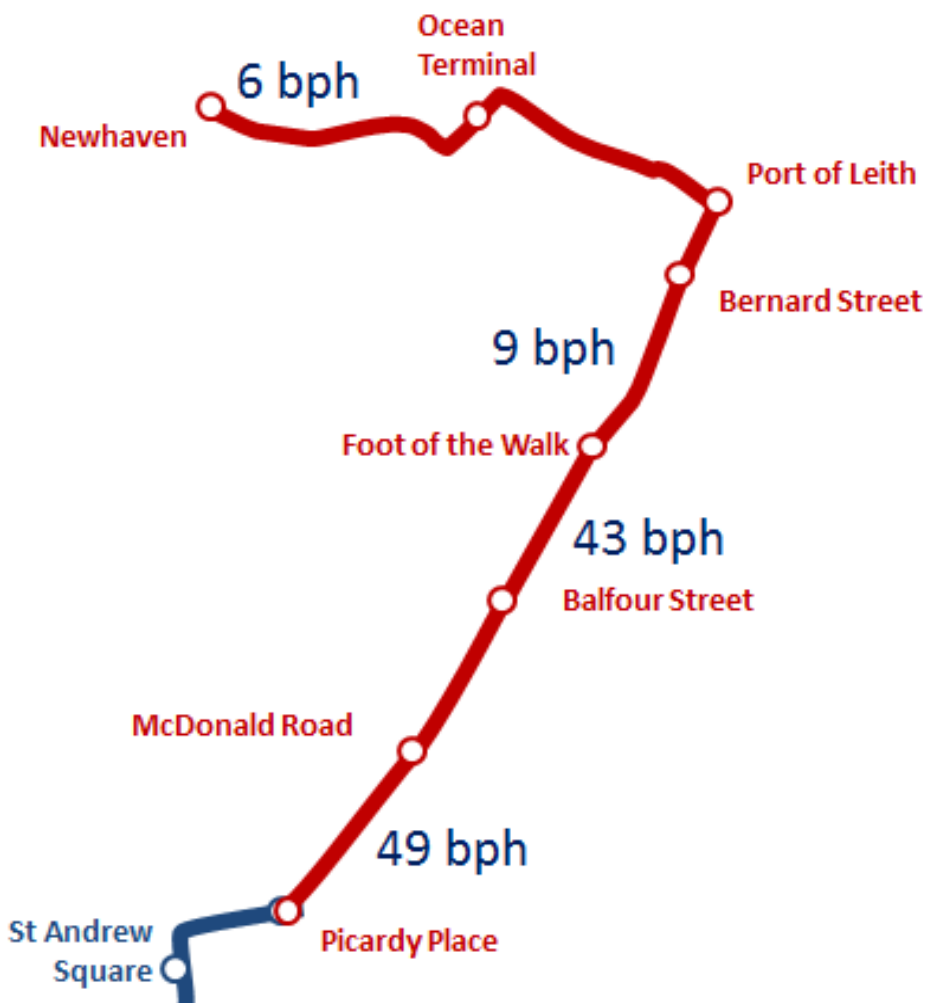 Ocean
Terminal
6 bph
Newhaven
Port of Leith
Bernard Street
9 bph
Foot of the Walk
43 bph
Balfour Street
McDonald Road
49 bph
St Andrew
Square
Picardy Place